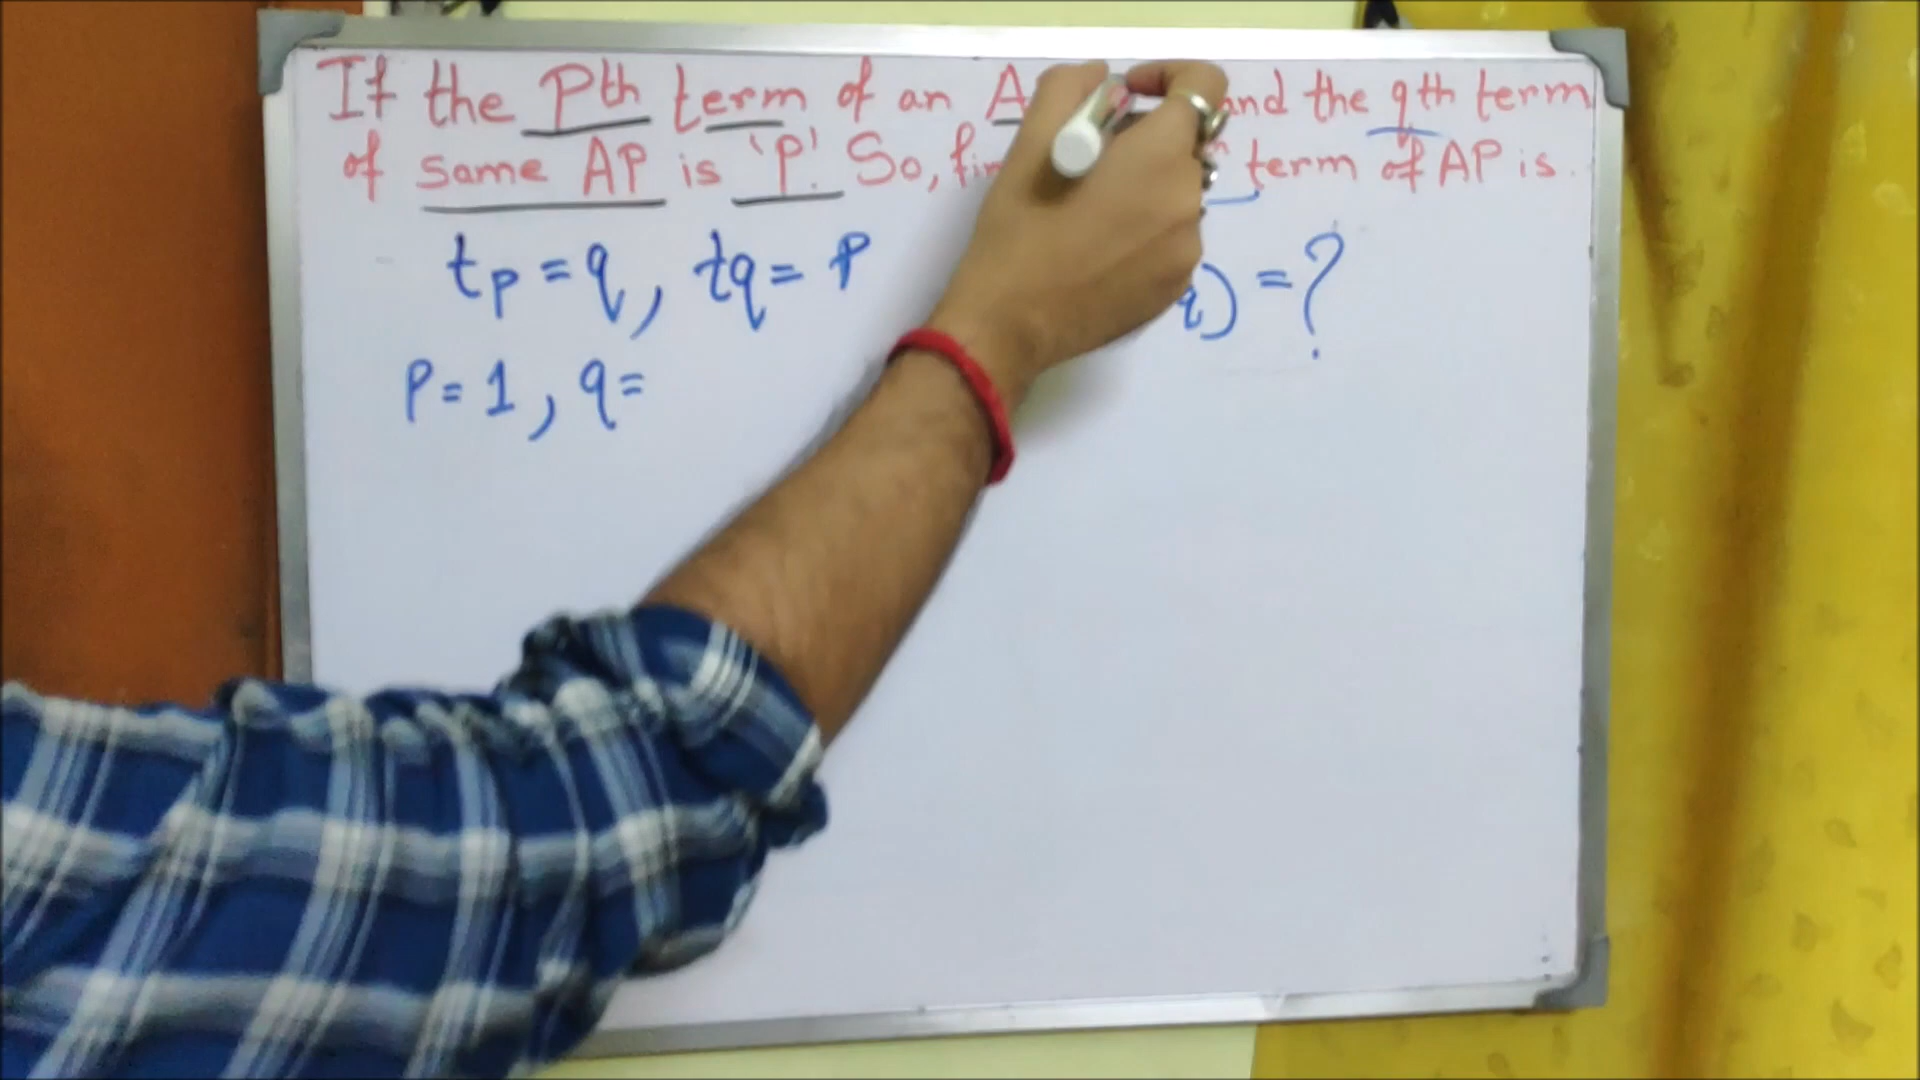 If the Pth term of an and the qth term
of same AP is 'P'. So, term of AP is.
tp = q, tq = P q) = ?
P = 1, q =